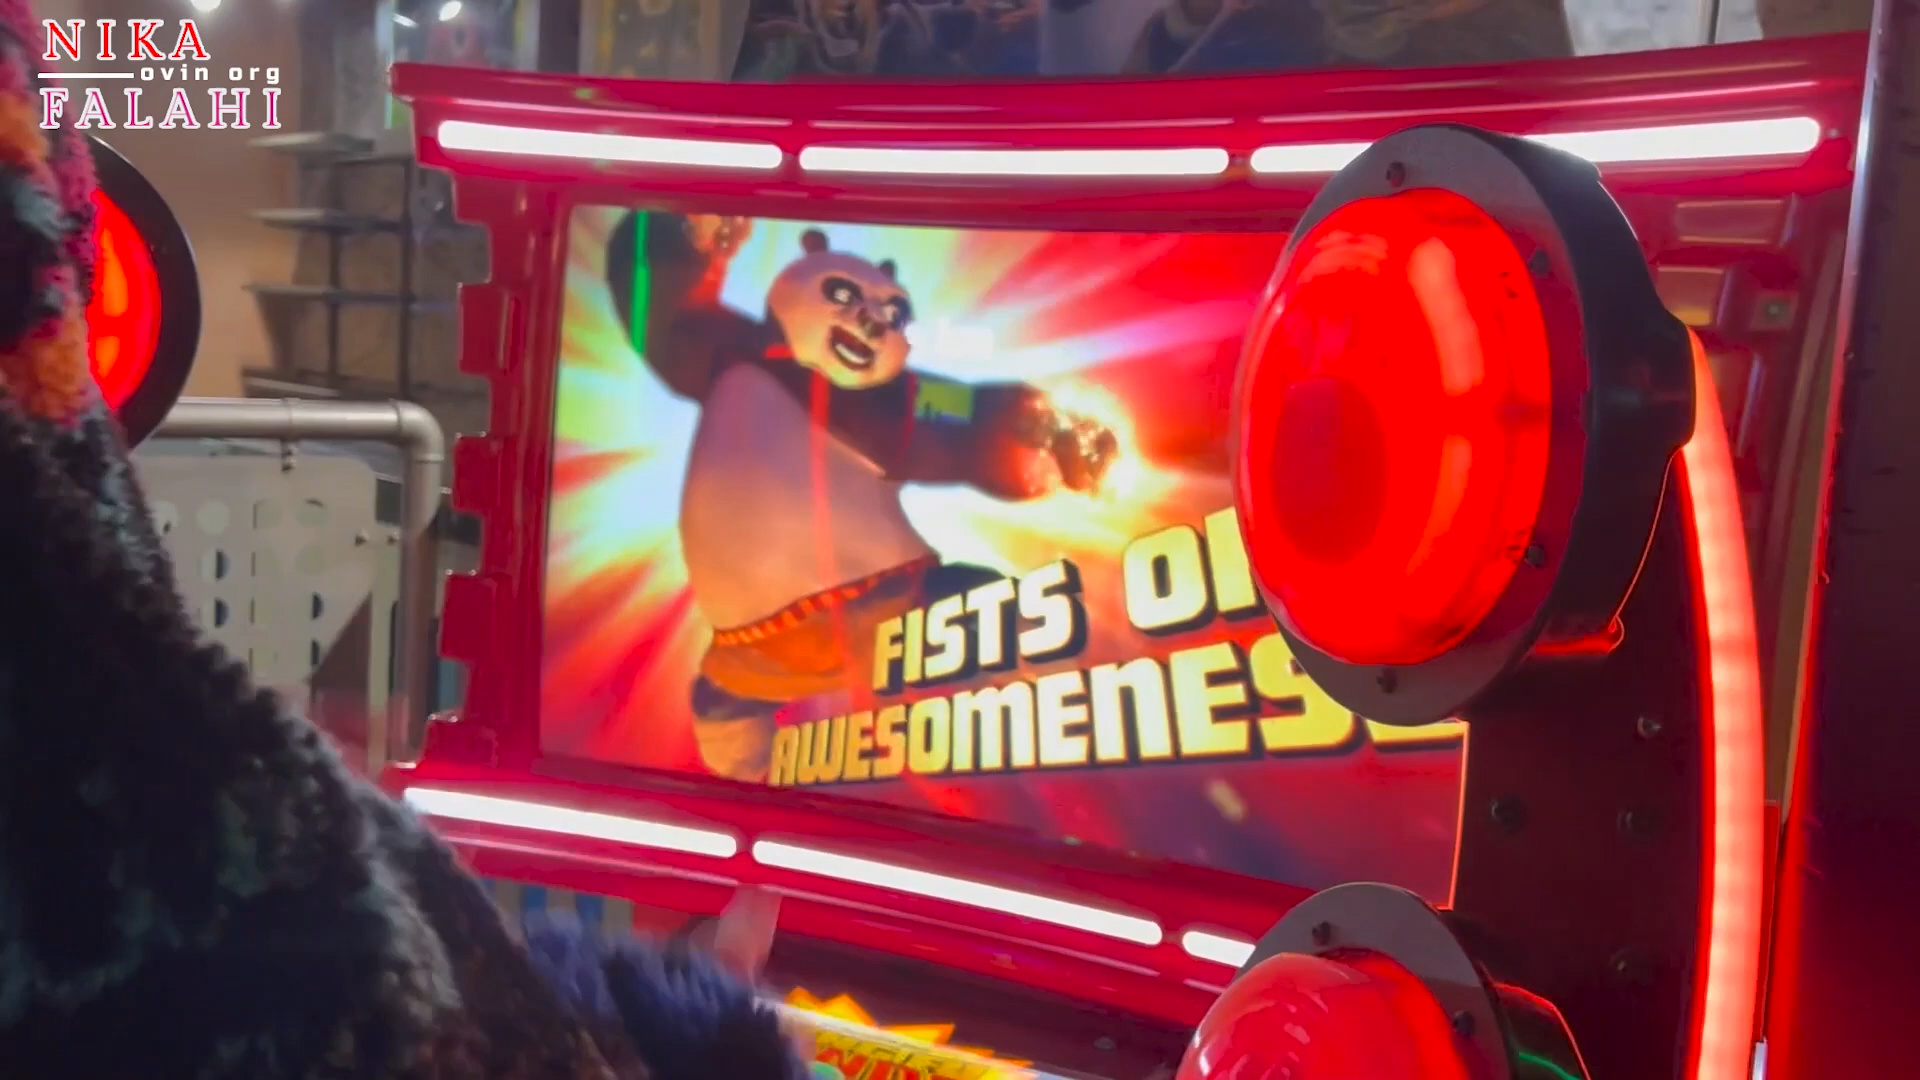 NIKA
ovin org
FALAHI
FISTS O
AWESOMENES